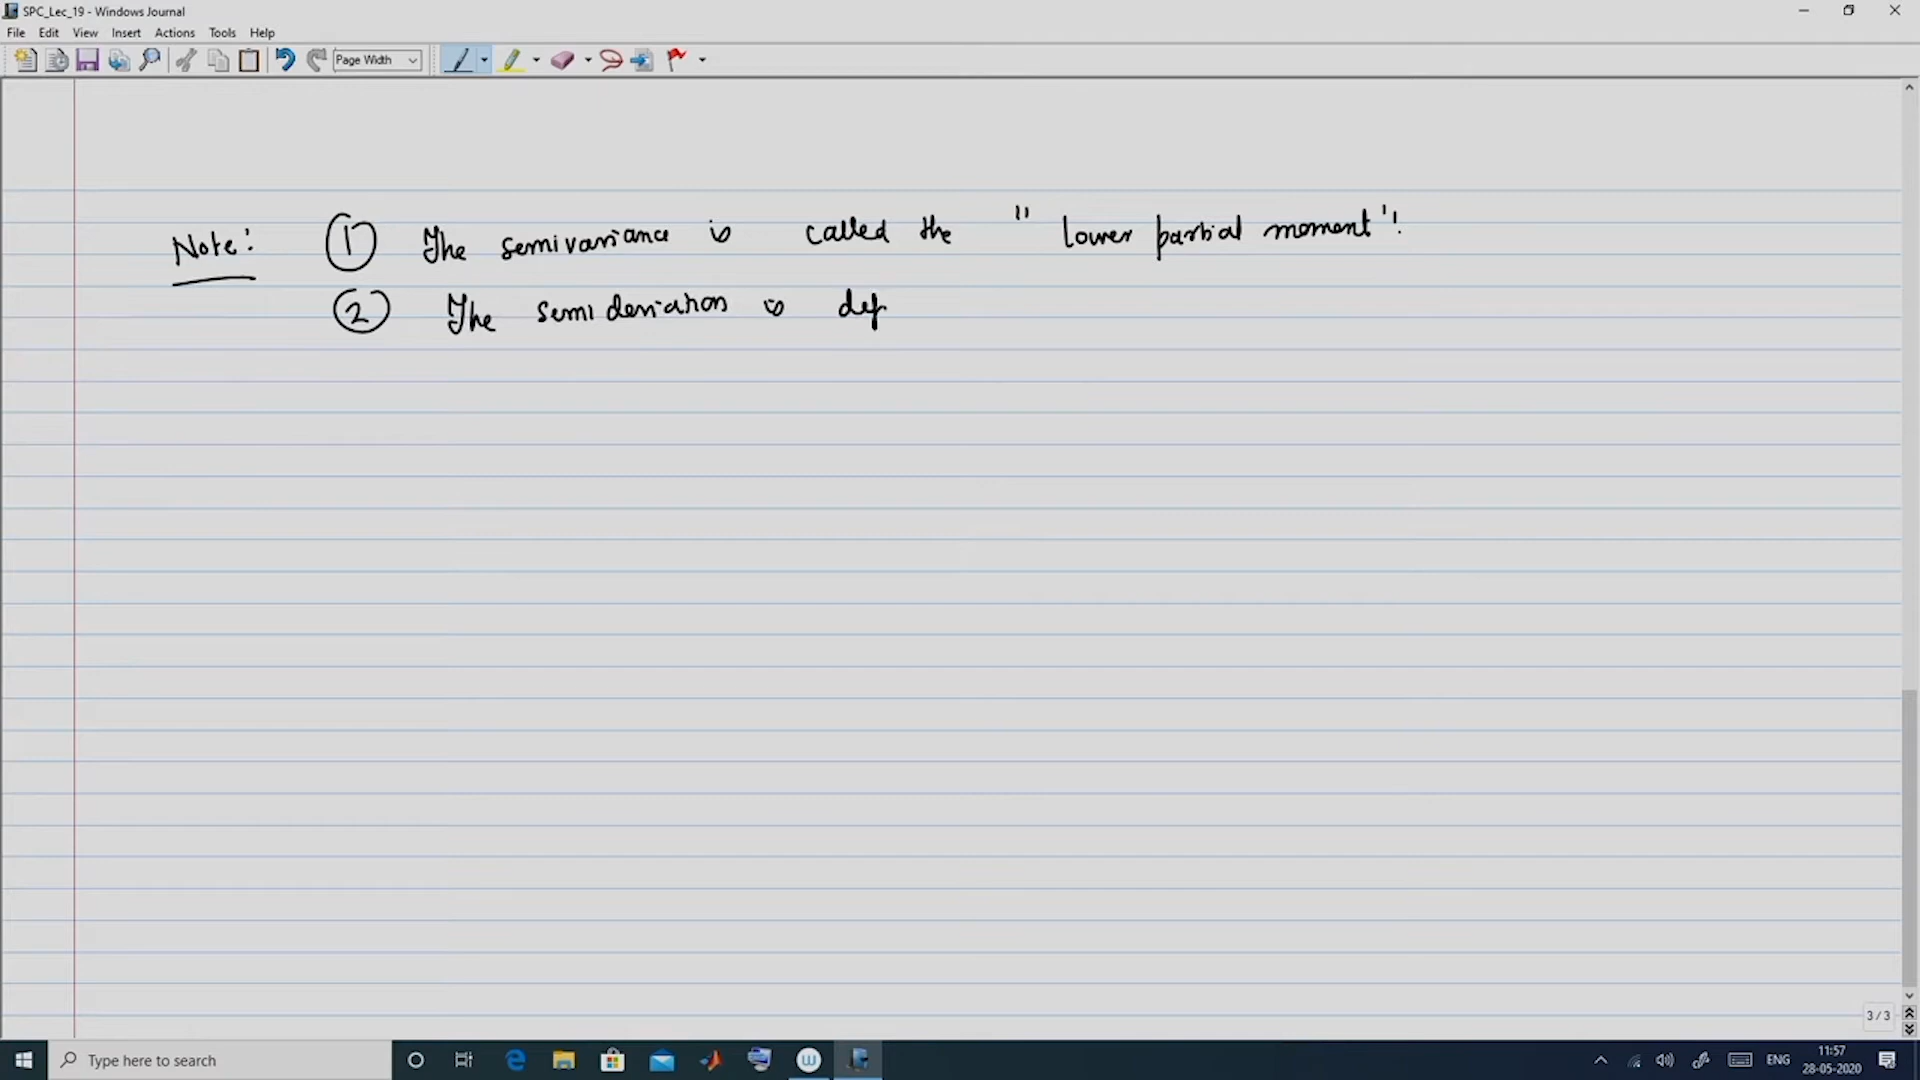 SPC_Lec_19 - Windows Journal
File Edit View Insert Actions Tools Help
Page Width
Note: ① The semivariance is called the " lower partial moment".
② The semi deviation is def
3 / 3
Type here to search
ENG
11:57
28-05-2020